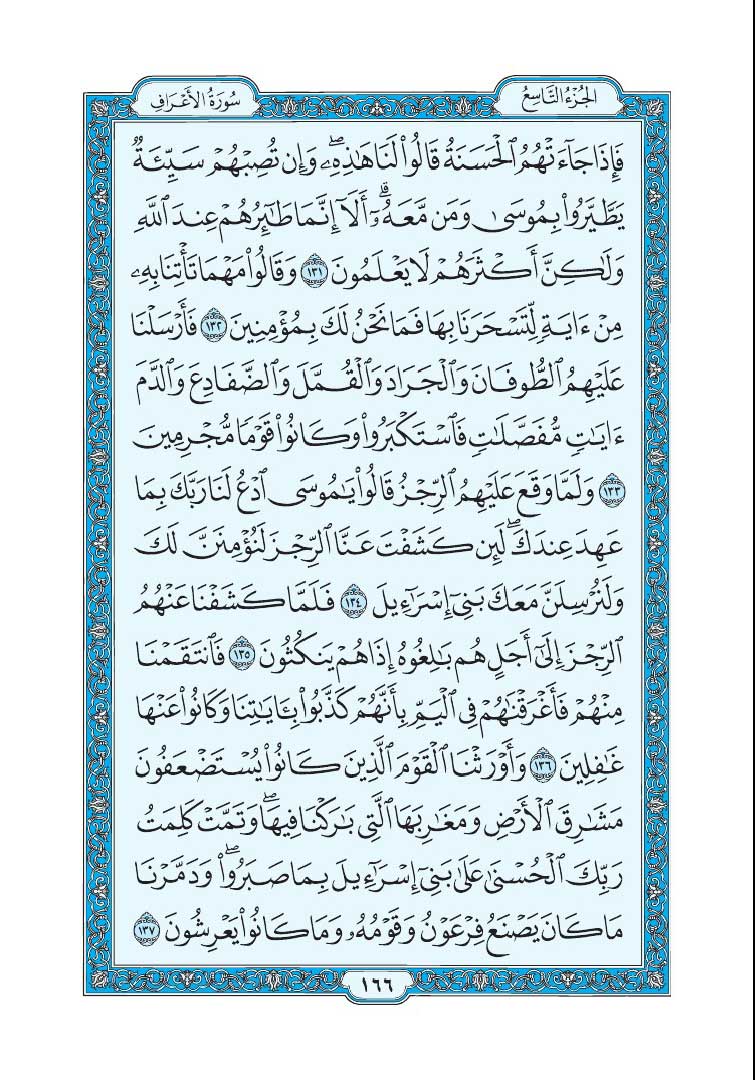 الجُزْءُ التَّاسِعُ
سُورَةُ الأَعْرَافِ
فَإِذَا جَآءَتْهُمُ ٱلْحَسَنَةُ قَالُوا۟ لَنَا هَٰذِهِۦۖ وَإِن تُصِبْهُمْ سَيِّئَةٌ
يَطَّيَّرُوا۟ بِمُوسَىٰ وَمَن مَّعَهُۥٓۗ أَلَآ إِنَّمَا طَٰٓئِرُهُمْ عِندَ ٱللَّهِ
وَلَٰكِنَّ أَكْثَرَهُمْ لَا يَعْلَمُونَ ١٣١ وَقَالُوا۟ مَهْمَا تَأْتِنَا بِهِۦ
مِنْ ءَايَةٍ لِّتَسْحَرَنَا بِهَا فَمَا نَحْنُ لَكَ بِمُؤْمِنِينَ ١٣٢ فَأَرْسَلْنَا
عَلَيْهِمُ ٱلطُّوفَانَ وَٱلْجَرَادَ وَٱلْقُمَّلَ وَٱلضَّفَادِعَ وَٱلدَّمَ
ءَايَٰتٍ مُّفَصَّلَٰتٍ فَٱسْتَكْبَرُوا۟ وَكَانُوا۟ قَوْمًا مُّجْرِمِينَ
١٣٣ وَلَمَّا وَقَعَ عَلَيْهِمُ ٱلرِّجْزُ قَالُوا۟ يَٰمُوسَى ٱدْعُ لَنَا رَبَّكَ بِمَا
عَهِدَ عِندَكَۖ لَئِن كَشَفْتَ عَنَّا ٱلرِّجْزَ لَنُؤْمِنَنَّ لَكَ
وَلَنُرْسِلَنَّ مَعَكَ بَنِىٓ إِسْرَٰٓءِيلَ ١٣٤ فَلَمَّا كَشَفْنَا عَنْهُمُ
ٱلرِّجْزَ إِلَىٰٓ أَجَلٍ هُم بَٰلِغُوهُ إِذَا هُمْ يَنكُثُونَ ١٣٥ فَٱنتَقَمْنَا
مِنْهُمْ فَأَغْرَقْنَٰهُمْ فِى ٱلْيَمِّ بِأَنَّهُمْ كَذَّبُوا۟ بِـَٔايَٰتِنَا وَكَانُوا۟ عَنْهَا
غَٰفِلِينَ ١٣٦ وَأَوْرَثْنَا ٱلْقَوْمَ ٱلَّذِينَ كَانُوا۟ يُسْتَضْعَفُونَ
مَشَٰرِقَ ٱلْأَرْضِ وَمَغَٰرِبَهَا ٱلَّتِى بَٰرَكْنَا فِيهَاۖ وَتَمَّتْ كَلِمَتُ
رَبِّكَ ٱلْحُسْنَىٰ عَلَىٰ بَنِىٓ إِسْرَٰٓءِيلَ بِمَا صَبَرُوا۟ۖ وَدَمَّرْنَا
مَا كَانَ يَصْنَعُ فِرْعَوْنُ وَقَوْمُهُۥ وَمَا كَانُوا۟ يَعْرِشُونَ ١٣٧
١٦٦